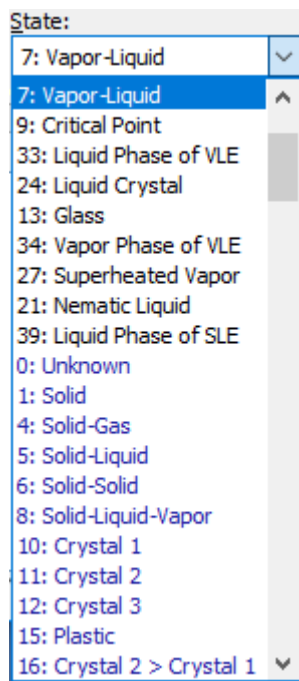 State:
7: Vapor-Liquid
7: Vapor-Liquid
9: Critical Point
33: Liquid Phase of VLE
24: Liquid Crystal
13: Glass
34: Vapor Phase of VLE
27: Superheated Vapor
21: Nematic Liquid
39: Liquid Phase of SLE
0: Unknown
1: Solid
4: Solid-Gas
5: Solid-Liquid
6: Solid-Solid
8: Solid-Liquid-Vapor
10: Crystal 1
11: Crystal 2
12: Crystal 3
15: Plastic
16: Crystal 2 > Crystal 1